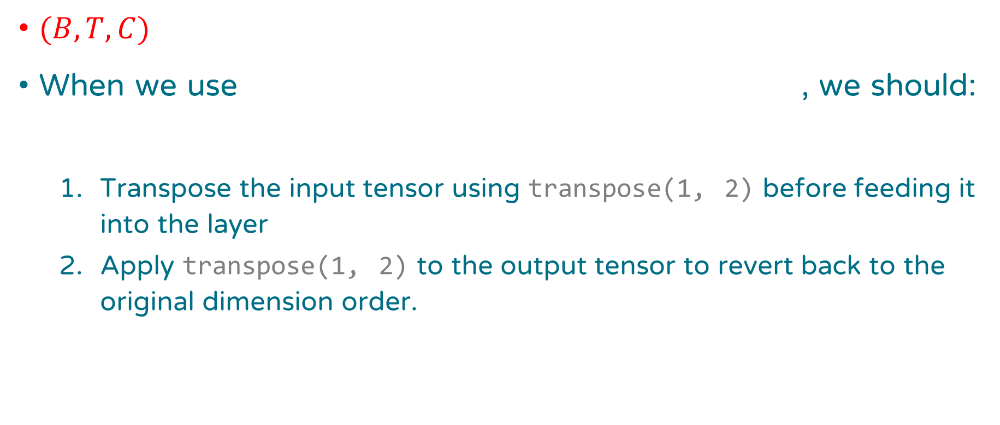 • (B, T, C)
• When we use , we should:
1. Transpose the input tensor using transpose(1, 2) before feeding it
into the layer
2. Apply transpose(1, 2) to the output tensor to revert back to the
original dimension order.